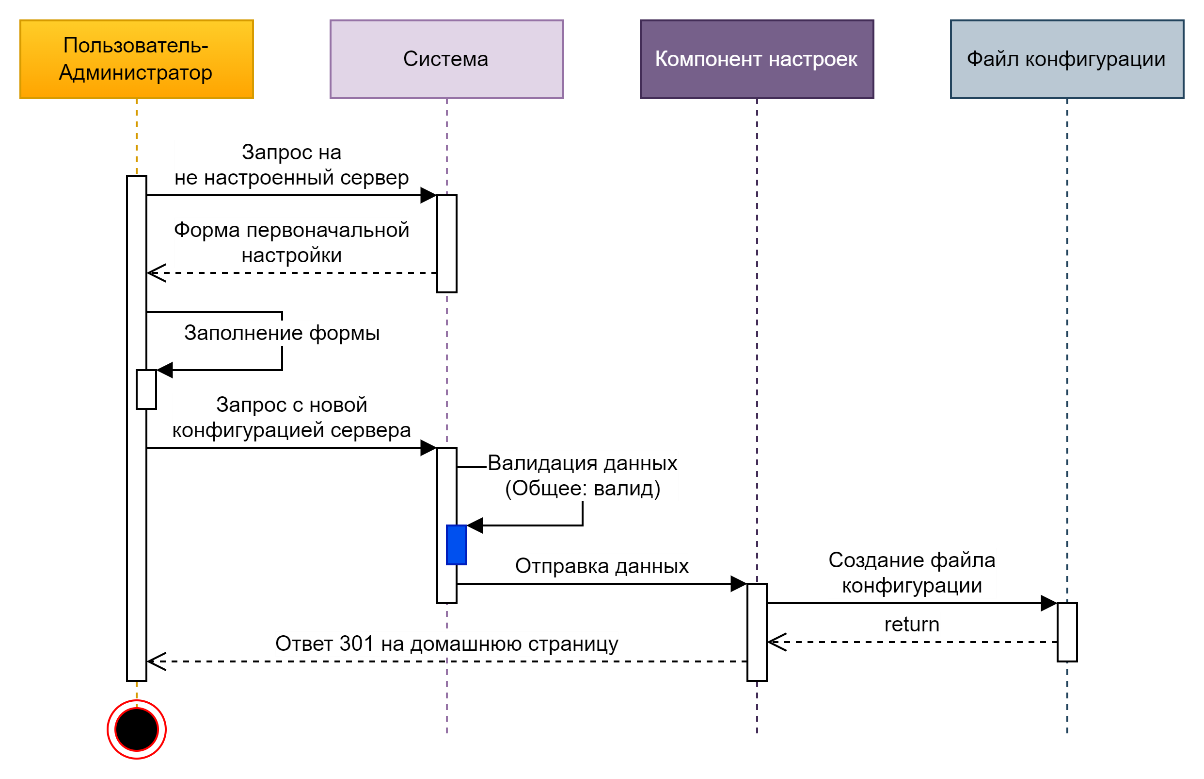 Пользователь-
Администратор
Система
Компонент настроек
Файл конфигурации
Запрос на
не настроенный сервер
Форма первоначальной
настройки
Заполнение формы
Запрос с новой
конфигурацией сервера
Валидация данных
(Общее: валид)
Отправка данных
Создание файла
конфигурации
return
Ответ 301 на домашнюю страницу